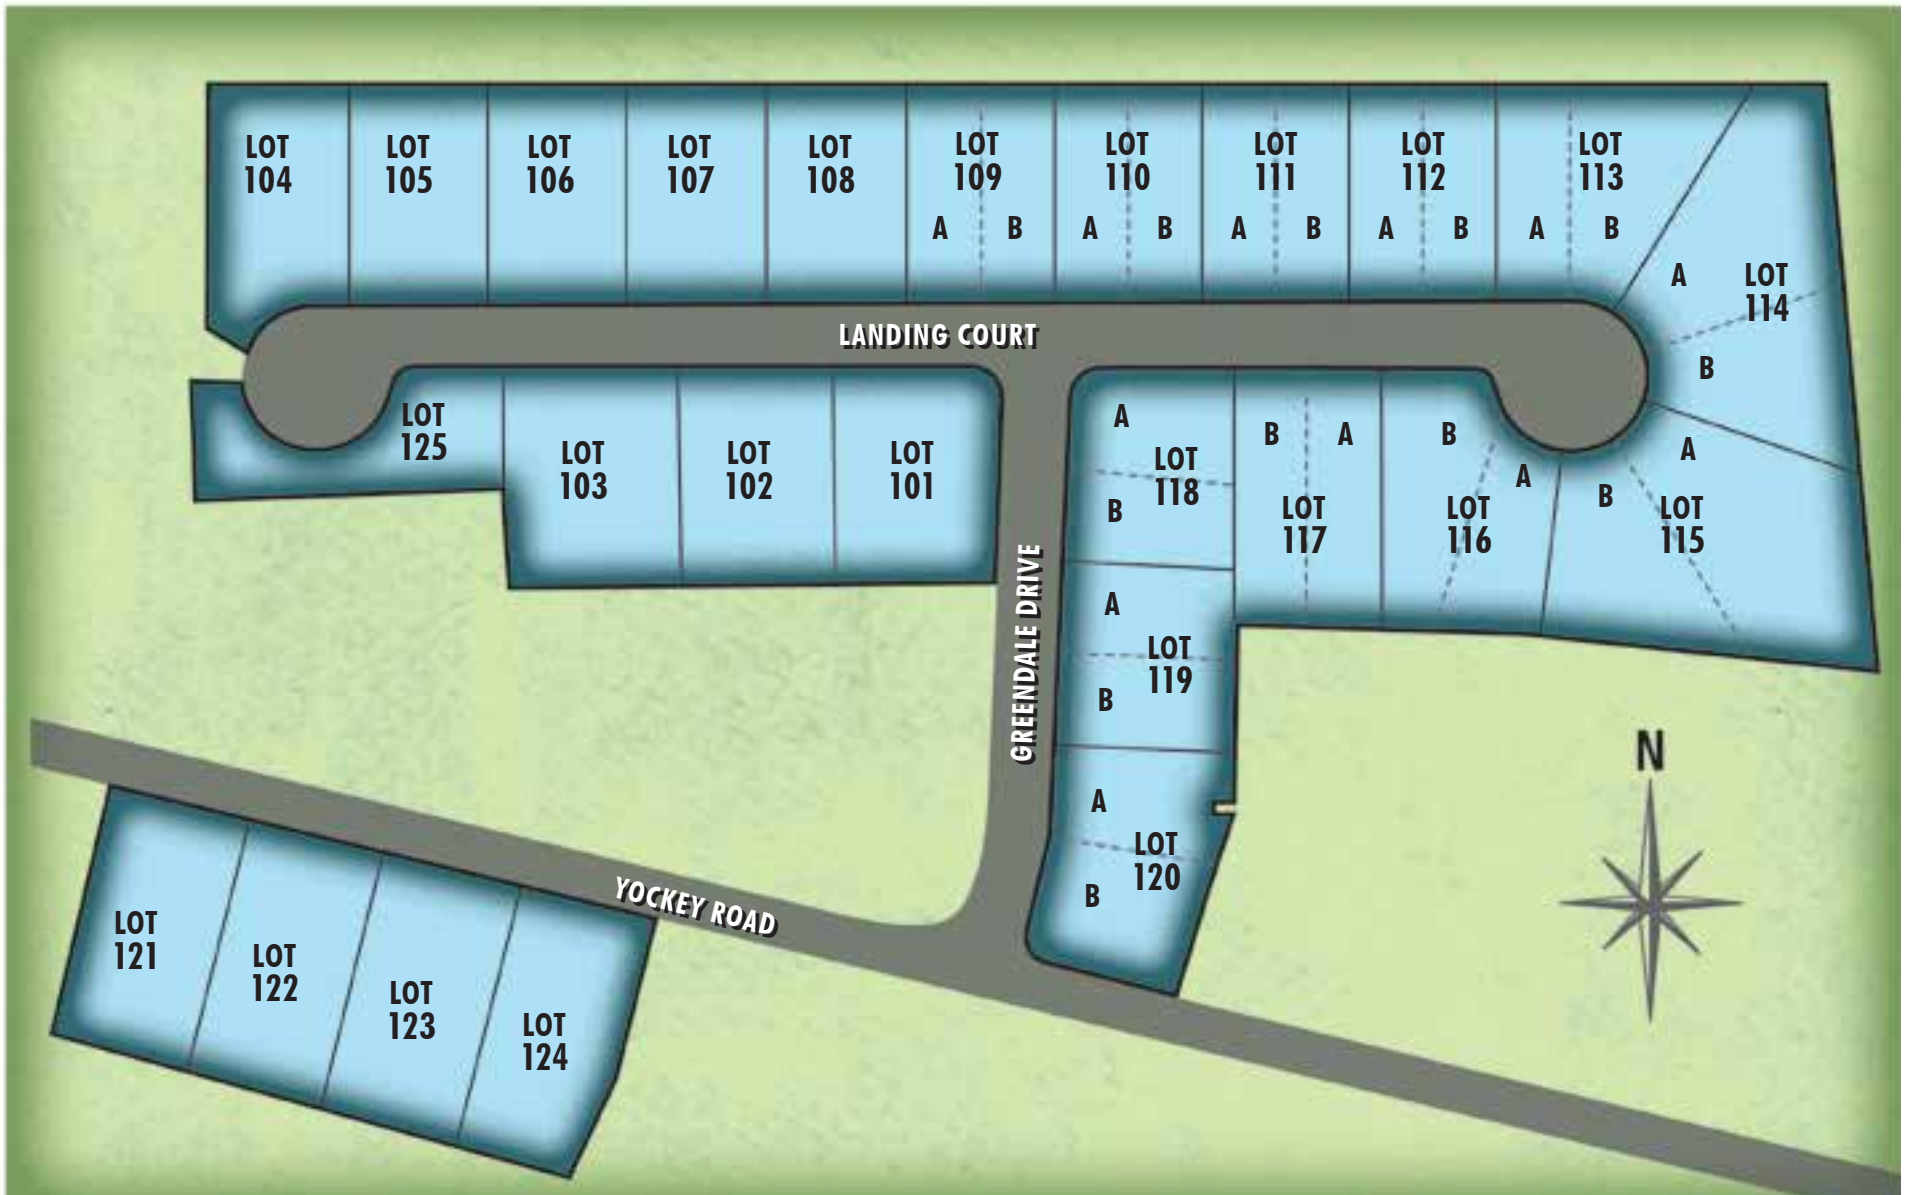 LOT
104
LOT
105
LOT
106
LOT
107
LOT
108
LOT
109
A B
LOT
110
A B
LOT
111
A B
LOT
112
A B
LOT
113
A B
A
LOT
114
B
LANDING COURT
LOT
125
LOT
103
LOT
102
LOT
101
A
LOT
118
B
B A
LOT
117
B
A
LOT
116
A
B
LOT
115
GREENDALE DRIVE
A
LOT
119
B
A
LOT
120
B
N
YOCKEY ROAD
LOT
121
LOT
122
LOT
123
LOT
124